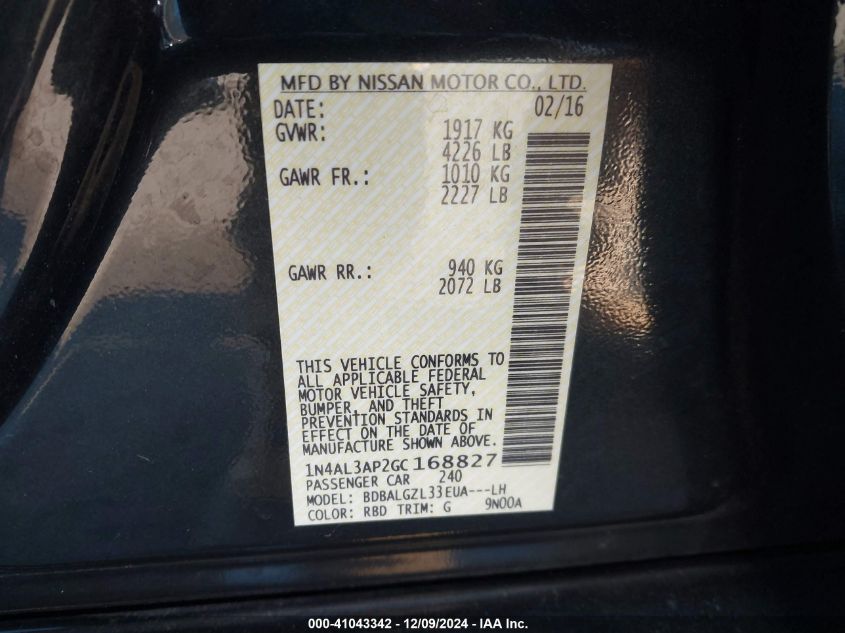 MFD BY NISSAN MOTOR CO., LTD.
DATE: 02/16
GVWR: 1917 KG
4226 LB
GAWR FR.: 1010 KG
2227 LB
GAWR RR.: 940 KG
2072 LB
THIS VEHICLE CONFORMS TO
ALL APPLICABLE FEDERAL
MOTOR VEHICLE SAFETY,
BUMPER, AND THEFT
PREVENTION STANDARDS IN
EFFECT ON THE DATE OF
MANUFACTURE SHOWN ABOVE.
1N4AL3AP2GC168827
PASSENGER CAR 240
MODEL: BDBALGZL33EUA---LH
COLOR: RBD TRIM: G 9N00A
000-41043342 - 12/09/2024 - IAA Inc.